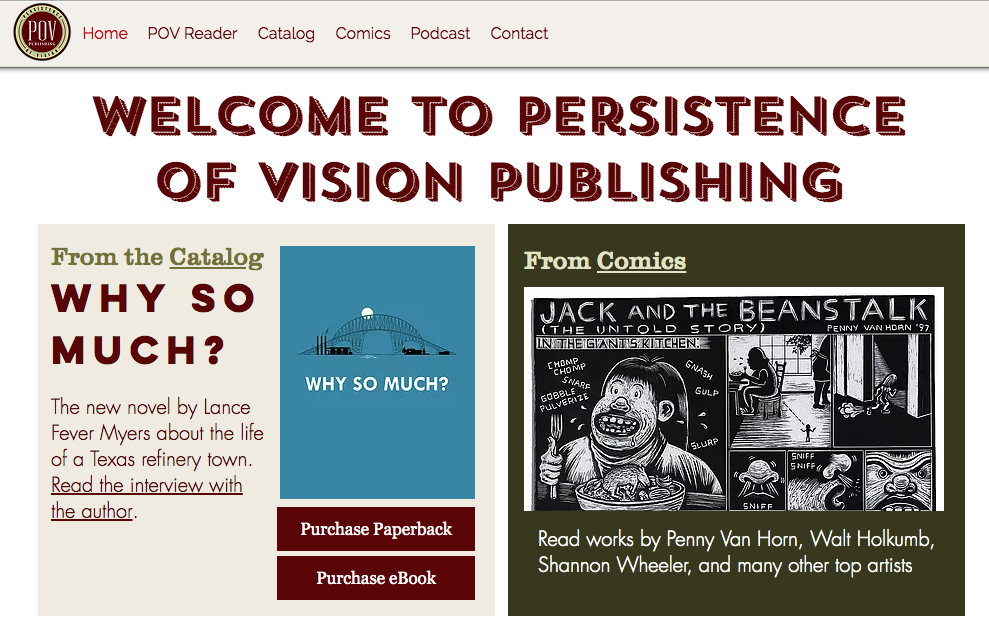 PERSISTENCE
POV
PUBLISHING
OF VISION
Home POV Reader Catalog Comics Podcast Contact
WELCOME TO PERSISTENCE
OF VISION PUBLISHING
From the Catalog
WHY SO
MUCH?
The new novel by Lance
Fever Myers about the life
of a Texas refinery town.
Read the interview with
the author.
WHY SO MUCH?
Purchase Paperback
Purchase eBook
From Comics
JACK AND THE BEANSTALK
(THE UNTOLD STORY) PENNY VAN HORN '97
IN THE GIANT'S KITCHEN:
CHOMP
CHOMP
SNARF
GOBBLE
PULVERIZE
GNASH
GULP
SLURP
SNIFF
SNIFF
SNIFF
Read works by Penny Van Horn, Walt Holkumb,
Shannon Wheeler, and many other top artists